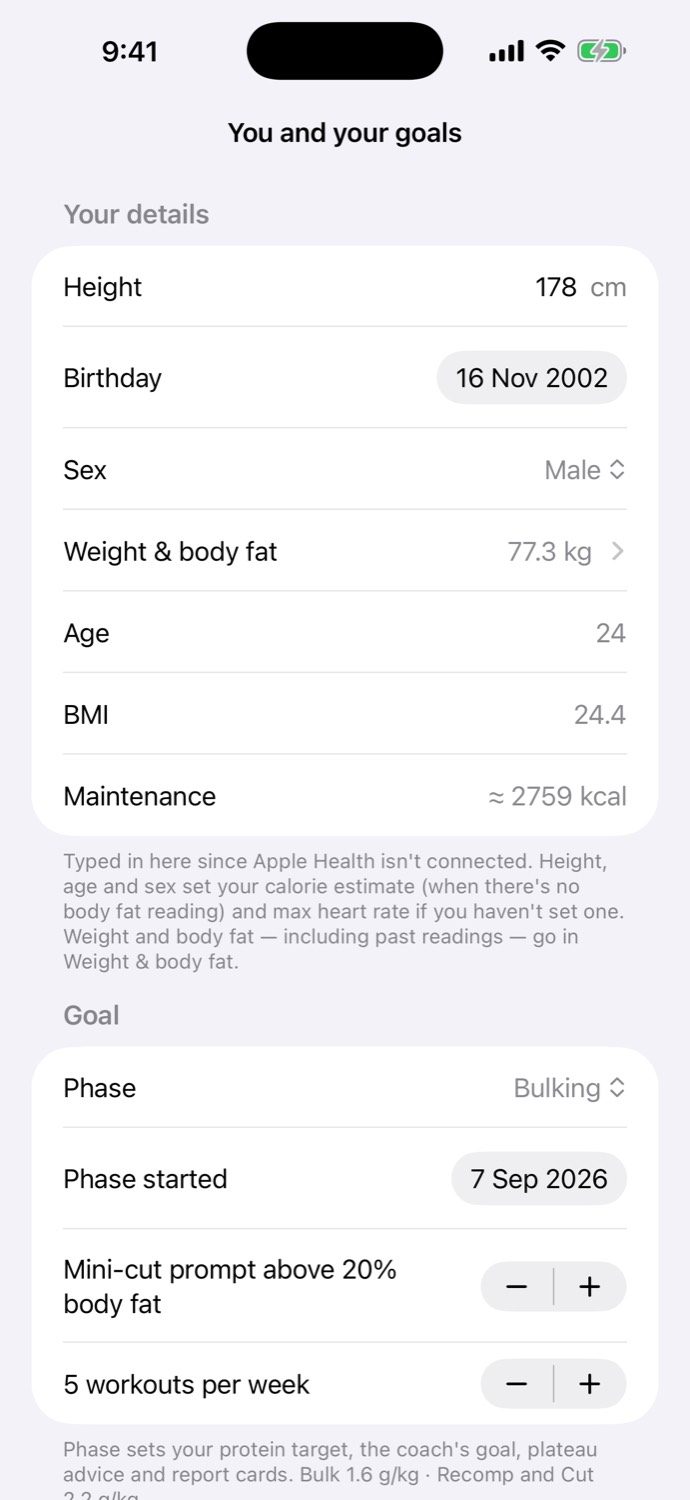 9:41
You and your goals
Your details
Height 178 cm
Birthday 16 Nov 2002
Sex Male
Weight & body fat 77.3 kg
Age 24
BMI 24.4
Maintenance ≈ 2759 kcal
Typed in here since Apple Health isn't connected. Height,
age and sex set your calorie estimate (when there's no
body fat reading) and max heart rate if you haven't set one.
Weight and body fat — including past readings — go in
Weight & body fat.
Goal
Phase Bulking
Phase started 7 Sep 2026
Mini-cut prompt above 20%
body fat
5 workouts per week
Phase sets your protein target, the coach's goal, plateau
advice and report cards. Bulk 1.6 g/kg · Recomp and Cut
2.2 g/kg